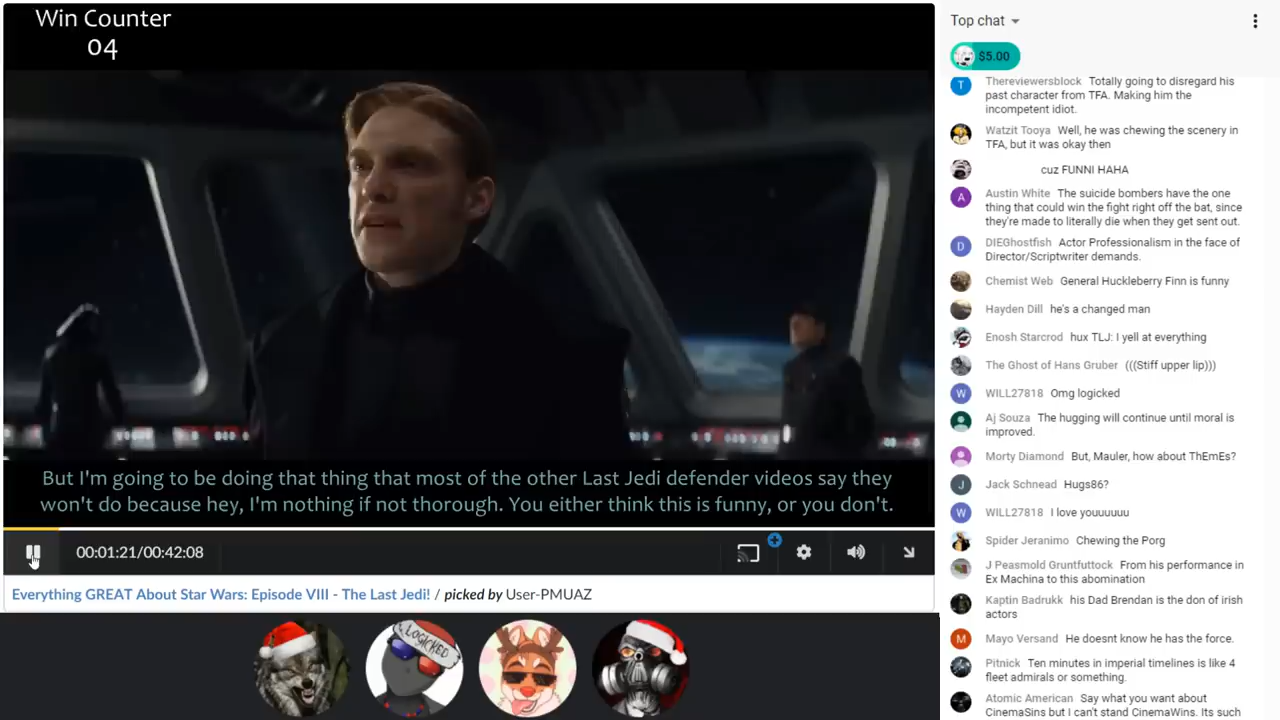 Win Counter
04
But I'm going to be doing that thing that most of the other Last Jedi defender videos say they
won't do because hey, I'm nothing if not thorough. You either think this is funny, or you don't.
00:01:21/00:42:08
Everything GREAT About Star Wars: Episode VIII - The Last Jedi! / picked by User-PMUAZ
LOGICKED
Top chat
$5.00
T
Thereviewersblock Totally going to disregard his
past character from TFA. Making him the
incompetent idiot.
Watzit Tooya Well, he was chewing the scenery in
TFA, but it was okay then
cuz FUNNI HAHA
A
Austin White The suicide bombers have the one
thing that could win the fight right off the bat, since
they're made to literally die when they get sent out.
D
DIEGhostfish Actor Professionalism in the face of
Director/Scriptwriter demands.
Chemist Web General Huckleberry Finn is funny
Hayden Dill he's a changed man
Enosh Starcrod hux TLJ: I yell at everything
The Ghost of Hans Gruber (((Stiff upper lip)))
W
WILL27818 Omg logicked
Aj Souza The hugging will continue until moral is
improved.
Morty Diamond But, Mauler, how about ThEmEs?
J
Jack Schnead Hugs86?
W
WILL27818 I love youuuuuu
Spider Jeranimo Chewing the Porg
J Peasmold Gruntfuttock From his performance in
Ex Machina to this abomination
Kaptin Badrukk his Dad Brendan is the don of irish
actors
M
Mayo Versand He doesnt know he has the force.
Pitnick Ten minutes in imperial timelines is like 4
fleet admirals or something.
Atomic American Say what you want about
CinemaSins but I can't stand CinemaWins. Its such